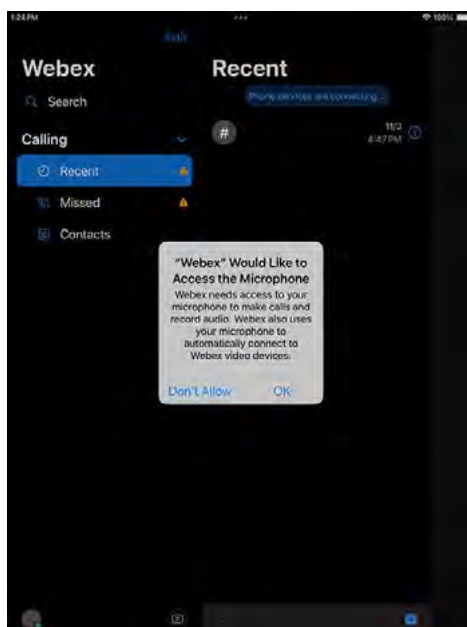 1:24 PM
100%
Edit
Webex
Recent
Search
Phone services are connecting...
Calling
#
11/3
4:47 PM
Recent
Missed
Contacts
"Webex" Would Like to
Access the Microphone
Webex needs access to your
microphone to make calls and
record audio. Webex also uses
your microphone to
automatically connect to
Webex video devices.
Don't Allow
OK